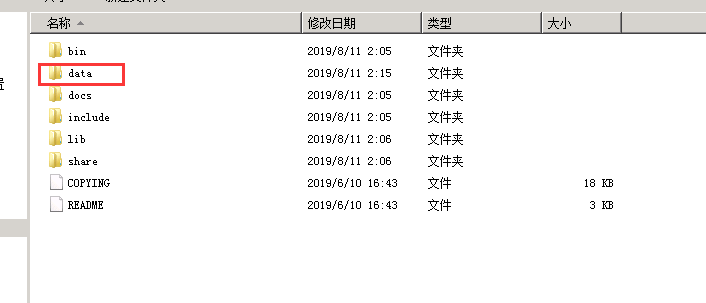 名称 修改日期 类型 大小
bin 2019/8/11 2:05 文件夹
data 2019/8/11 2:15 文件夹
docs 2019/8/11 2:05 文件夹
include 2019/8/11 2:05 文件夹
lib 2019/8/11 2:06 文件夹
share 2019/8/11 2:06 文件夹
COPYING 2019/6/10 16:43 文件 18 KB
README 2019/6/10 16:43 文件 3 KB